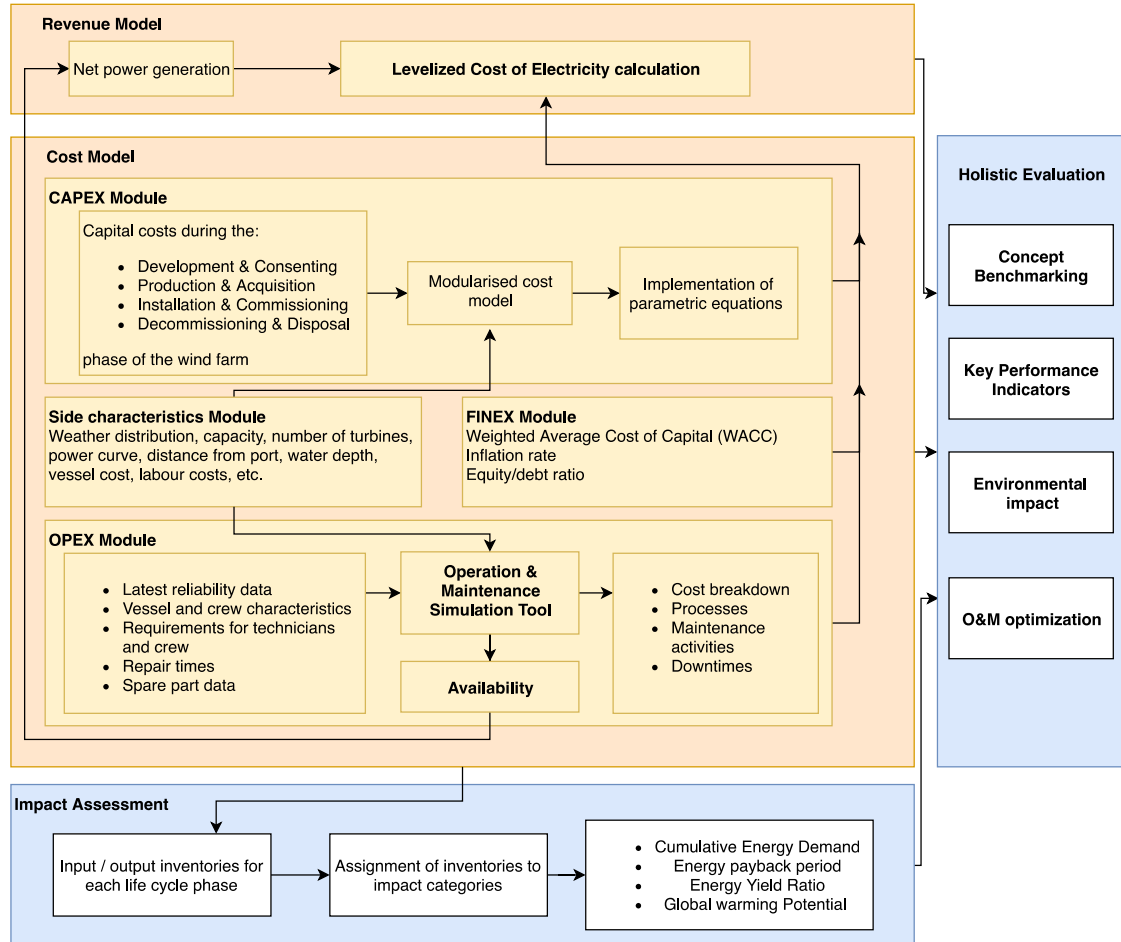 Revenue Model
Net power generation
Levelized Cost of Electricity calculation
Cost Model
CAPEX Module
Capital costs during the:
• Development & Consenting
• Production & Acquisition
• Installation & Commissioning
• Decommissioning & Disposal
phase of the wind farm
Modularised cost
model
Implementation of
parametric equations
Side characteristics Module
Weather distribution, capacity, number of turbines,
power curve, distance from port, water depth,
vessel cost, labour costs, etc.
FINEX Module
Weighted Average Cost of Capital (WACC)
Inflation rate
Equity/debt ratio
OPEX Module
• Latest reliability data
• Vessel and crew characteristics
• Requirements for technicians
and crew
• Repair times
• Spare part data
Operation &
Maintenance
Simulation Tool
Availability
• Cost breakdown
• Processes
• Maintenance
activities
• Downtimes
Holistic Evaluation
Concept
Benchmarking
Key Performance
Indicators
Environmental
impact
O&M optimization
Impact Assessment
Input / output inventories for
each life cycle phase
Assignment of inventories to
impact categories
• Cumulative Energy Demand
• Energy payback period
• Energy Yield Ratio
• Global warming Potential